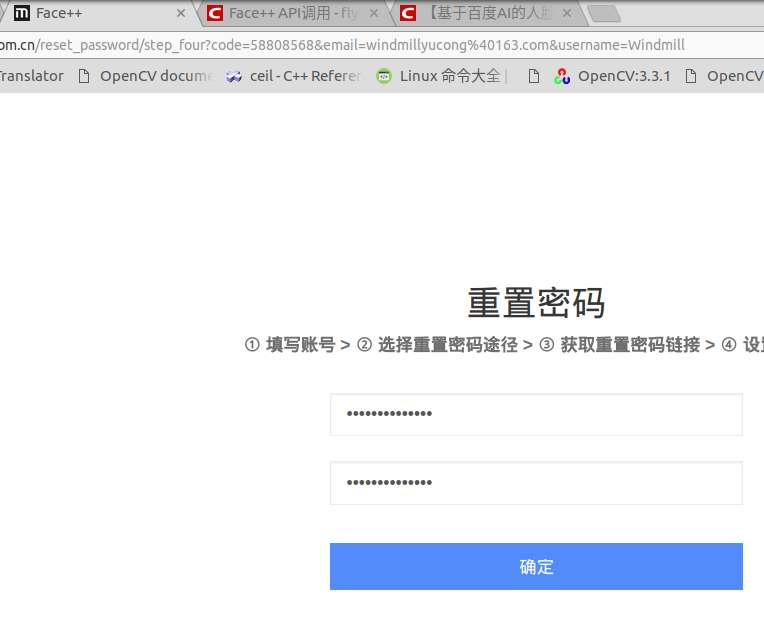 Face++ Face++ API调用 - fly 【基于百度AI的人脸
om.cn/reset_password/step_four?code=58808568&email=windmillyucong%40163.com&username=Windmill
Translator OpenCV docume ceil - C++ Referen Linux 命令大全 | OpenCV:3.3.1 OpenCV
重置密码
① 填写账号 > ② 选择重置密码途径 > ③ 获取重置密码链接 > ④ 设
••••••••••••••
••••••••••••••
确定